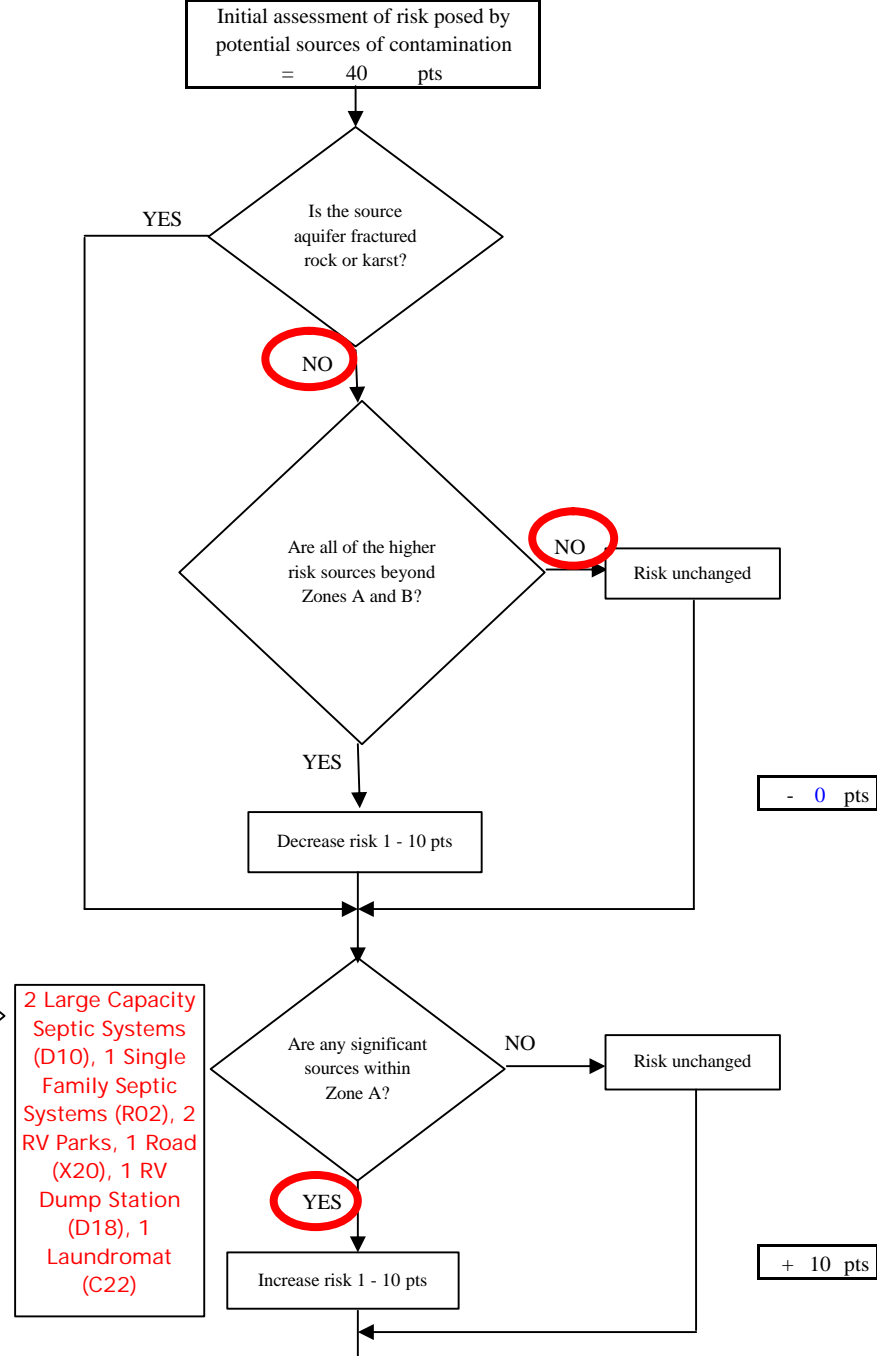 Initial assessment of risk posed by
potential sources of contamination
= 40 pts
YES
Is the source
aquifer fractured
rock or karst?
NO
Are all of the higher
risk sources beyond
Zones A and B?
NO
Risk unchanged
YES
- 0 pts
Decrease risk 1 - 10 pts
2 Large Capacity
Septic Systems
(D10), 1 Single
Family Septic
Systems (R02), 2
RV Parks, 1 Road
(X20), 1 RV
Dump Station
(D18), 1
Laundromat
(C22)
Are any significant
sources within
Zone A?
NO
Risk unchanged
YES
Increase risk 1 - 10 pts
+ 10 pts